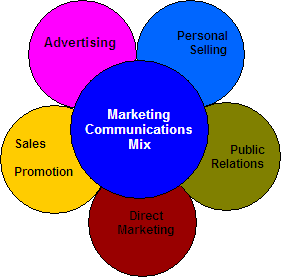 Advertising
Personal
Selling
Marketing
Communications
Mix
Sales
Promotion
Public
Relations
Direct
Marketing